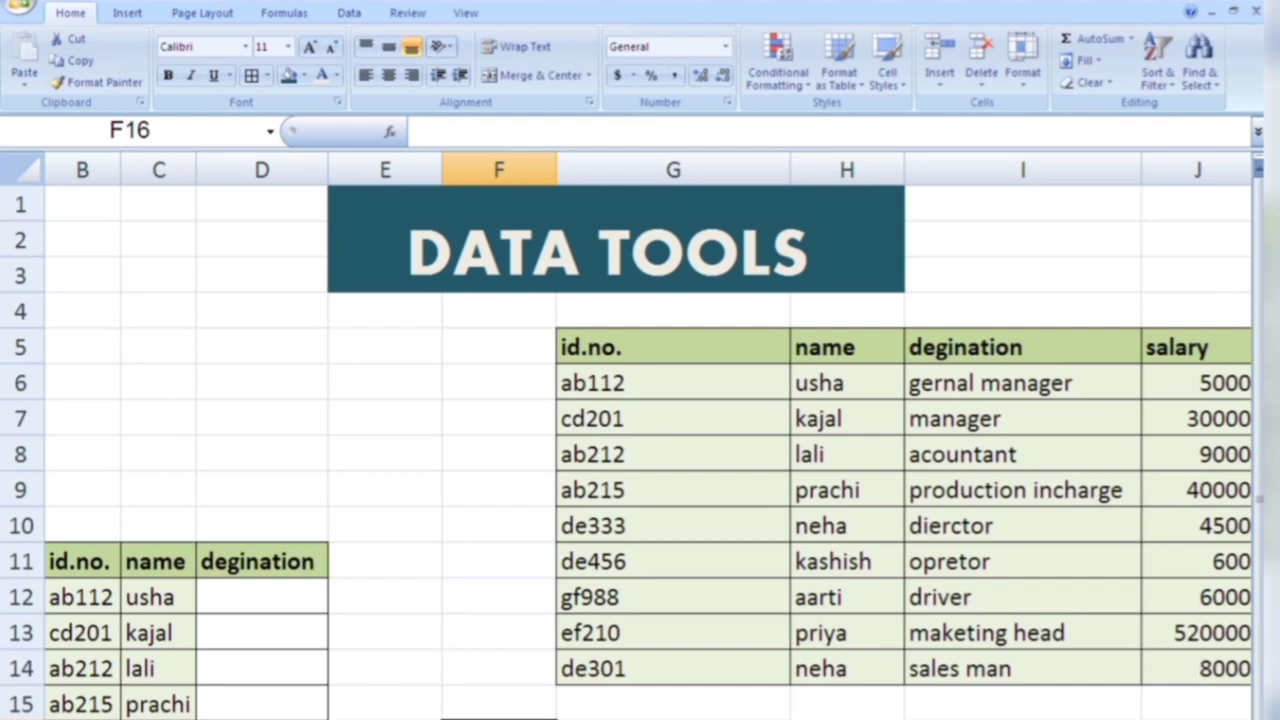 Home Insert Page Layout Formulas Data Review View
Cut
Copy
Paste
Format Painter
Calibri 11
B I U
A A
A
Wrap Text
Merge & Center
General
$ % ,
Conditional Formatting
Format as Table
Cell Styles
Insert
Delete
Format
Σ AutoSum
Fill
Clear
Sort & Filter
Find & Select
Clipboard Font Alignment Number Styles Cells Editing
F16 fx
B C D E F G H I J
1
2
3
DATA TOOLS
4
5 id.no. name degination salary
6 ab112 usha gernal manager 5000
7 cd201 kajal manager 30000
8 ab212 lali acountant 9000
9 ab215 prachi production incharge 40000
10 de333 neha dierctor 4500
11 id.no. name degination de456 kashish opretor 600
12 ab112 usha gf988 aarti driver 6000
13 cd201 kajal ef210 priya maketing head 520000
14 ab212 lali de301 neha sales man 8000
15 ab215 prachi